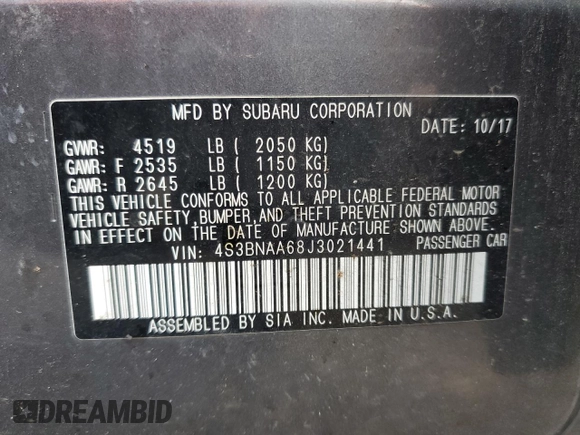 MFD BY SUBARU CORPORATION
DATE: 10/17
GVWR: 4519 LB ( 2050 KG)
GAWR: F 2535 LB ( 1150 KG)
GAWR: R 2645 LB ( 1200 KG)
THIS VEHICLE CONFORMS TO ALL APPLICABLE FEDERAL MOTOR
VEHICLE SAFETY, BUMPER, AND THEFT PREVENTION STANDARDS
IN EFFECT ON THE DATE OF MANUFACTURE SHOWN ABOVE.
VIN: 4S3BNAA68J3021441 PASSENGER CAR
ASSEMBLED BY SIA INC. MADE IN U.S.A.
DREAMBID